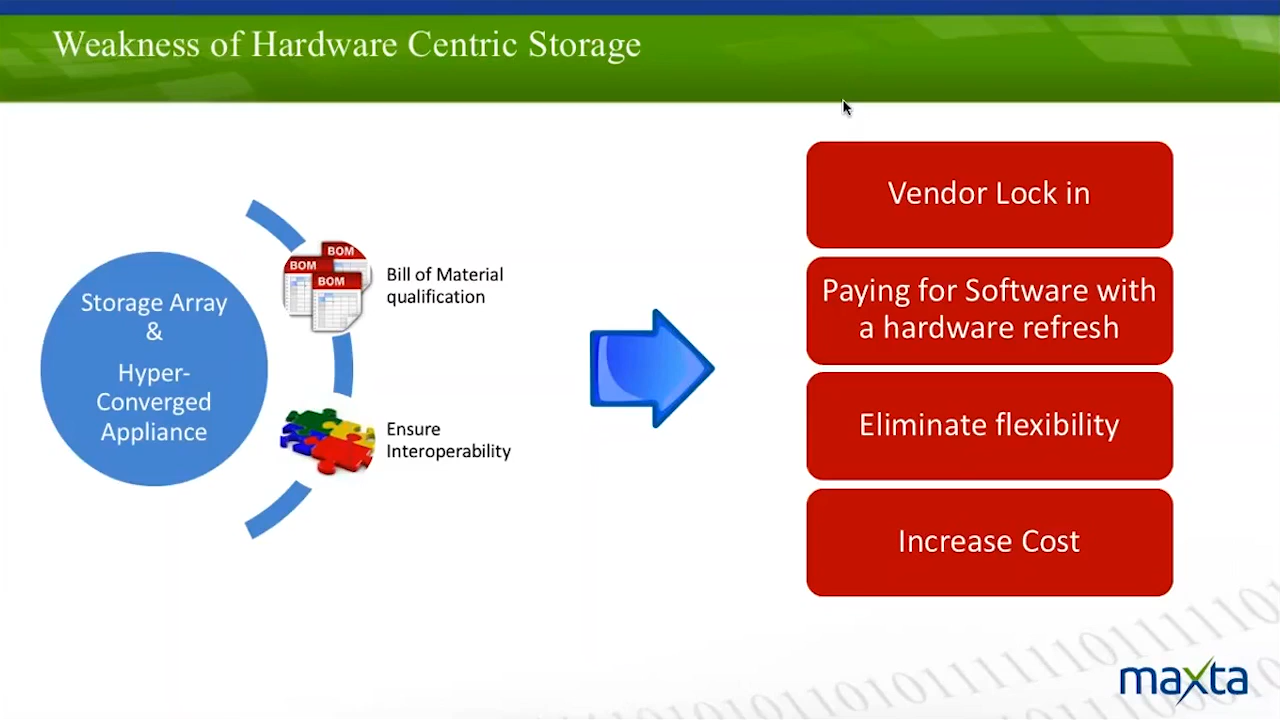 Weakness of Hardware Centric Storage
Storage Array
&
Hyper-
Converged
Appliance
BOM
BOM
BOM
Bill of Material
qualification
Ensure
Interoperability
Vendor Lock in
Paying for Software with
a hardware refresh
Eliminate flexibility
Increase Cost
maxta